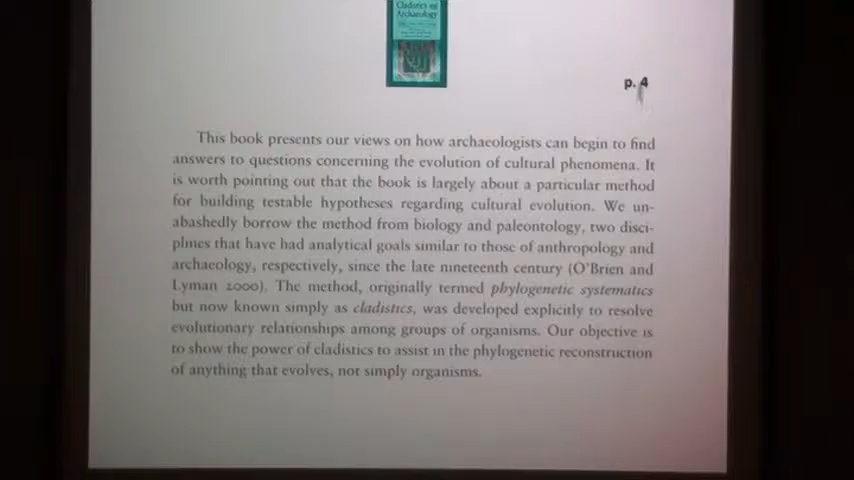 Cladistics and
Archaeology
p. 4
This book presents our views on how archaeologists can begin to find
answers to questions concerning the evolution of cultural phenomena. It
is worth pointing out that the book is largely about a particular method
for building testable hypotheses regarding cultural evolution. We un-
abashedly borrow the method from biology and paleontology, two disci-
plines that have had analytical goals similar to those of anthropology and
archaeology, respectively, since the late nineteenth century (O'Brien and
Lyman 2000). The method, originally termed phylogenetic systematics
but now known simply as cladistics, was developed explicitly to resolve
evolutionary relationships among groups of organisms. Our objective is
to show the power of cladistics to assist in the phylogenetic reconstruction
of anything that evolves, not simply organisms.